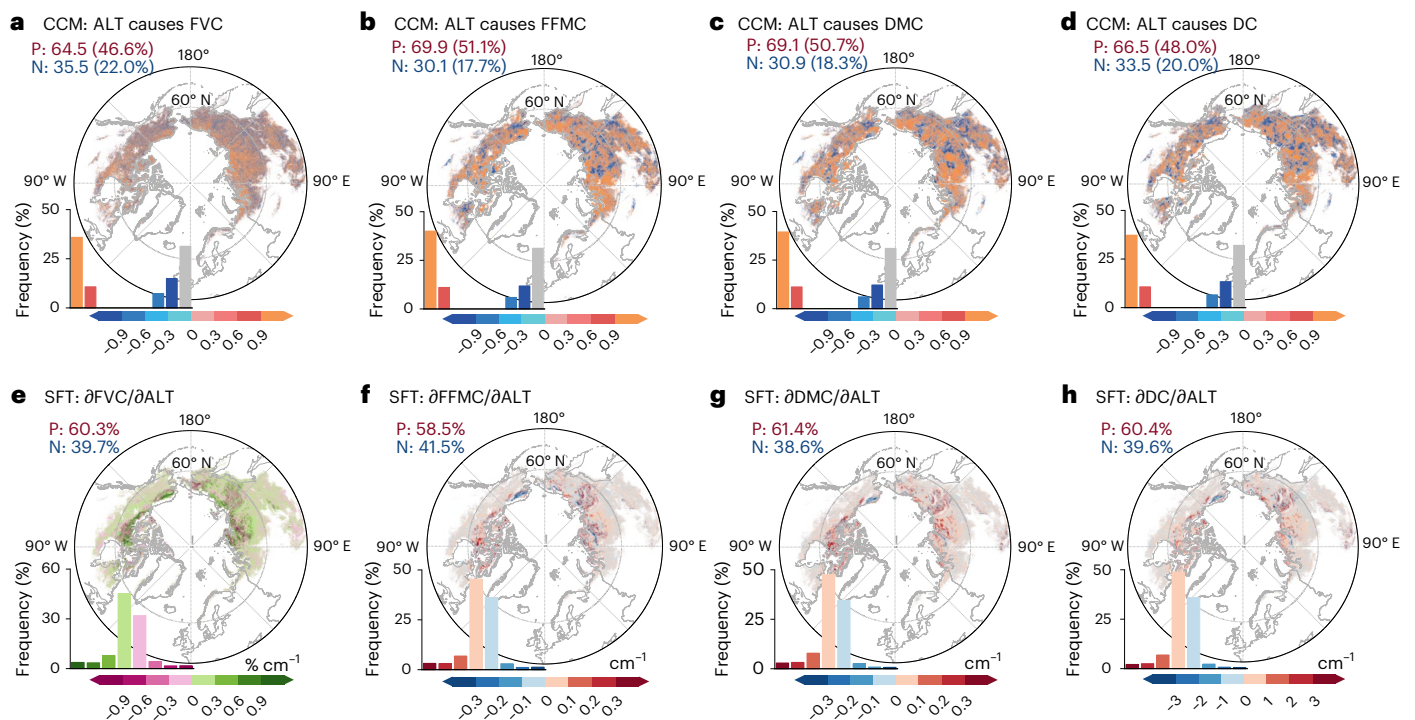 a CCM: ALT causes FVC
P: 64.5 (46.6%)
N: 35.5 (22.0%)
180°
60° N
90° W
90° E
Frequency (%)
50
25
0
−0.9 −0.6 −0.3 0 0.3 0.6 0.9
b CCM: ALT causes FFMC
P: 69.9 (51.1%)
N: 30.1 (17.7%)
180°
60° N
90° W
90° E
Frequency (%)
50
25
0
−0.9 −0.6 −0.3 0 0.3 0.6 0.9
c CCM: ALT causes DMC
P: 69.1 (50.7%)
N: 30.9 (18.3%)
180°
60° N
90° W
90° E
Frequency (%)
50
25
0
−0.9 −0.6 −0.3 0 0.3 0.6 0.9
d CCM: ALT causes DC
P: 66.5 (48.0%)
N: 33.5 (20.0%)
180°
60° N
90° W
90° E
Frequency (%)
50
25
0
−0.9 −0.6 −0.3 0 0.3 0.6 0.9
e SFT: ∂FVC/∂ALT
P: 60.3%
N: 39.7%
180°
60° N
90° W
90° E
Frequency (%)
60
30
0
% cm⁻¹
−0.9 −0.6 −0.3 0 0.3 0.6 0.9
f SFT: ∂FFMC/∂ALT
P: 58.5%
N: 41.5%
180°
60° N
90° W
90° E
Frequency (%)
50
25
0
cm⁻¹
−0.3 −0.2 −0.1 0 0.1 0.2 0.3
g SFT: ∂DMC/∂ALT
P: 61.4%
N: 38.6%
180°
60° N
90° W
90° E
Frequency (%)
50
25
0
cm⁻¹
−0.3 −0.2 −0.1 0 0.1 0.2 0.3
h SFT: ∂DC/∂ALT
P: 60.4%
N: 39.6%
180°
60° N
90° W
90° E
Frequency (%)
50
25
0
cm⁻¹
−3 −2 −1 0 1 2 3